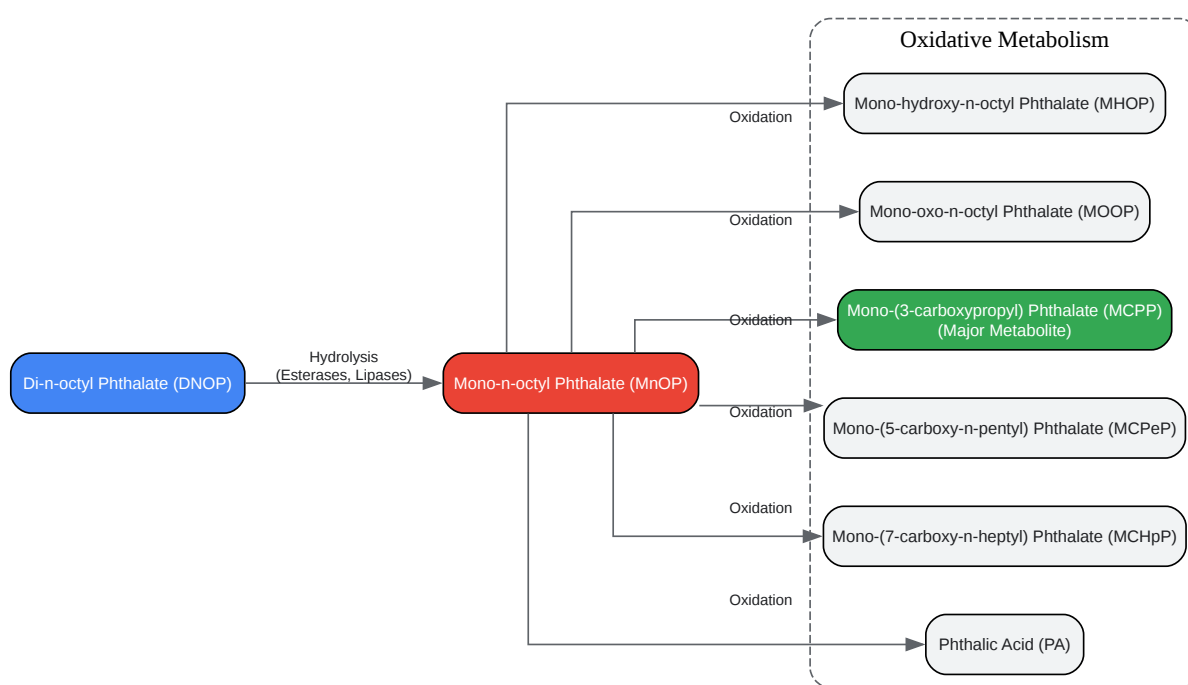 Oxidative Metabolism
Mono-hydroxy-n-octyl Phthalate (MHOP)
Oxidation
Mono-oxo-n-octyl Phthalate (MOOP)
Oxidation
Mono-(3-carboxypropyl) Phthalate (MCPP)
(Major Metabolite)
Oxidation
Hydrolysis
(Esterases, Lipases)
Di-n-octyl Phthalate (DNOP)
Mono-n-octyl Phthalate (MnOP)
Oxidation
Mono-(5-carboxy-n-pentyl) Phthalate (MCPeP)
Oxidation
Mono-(7-carboxy-n-heptyl) Phthalate (MCHpP)
Oxidation
Phthalic Acid (PA)